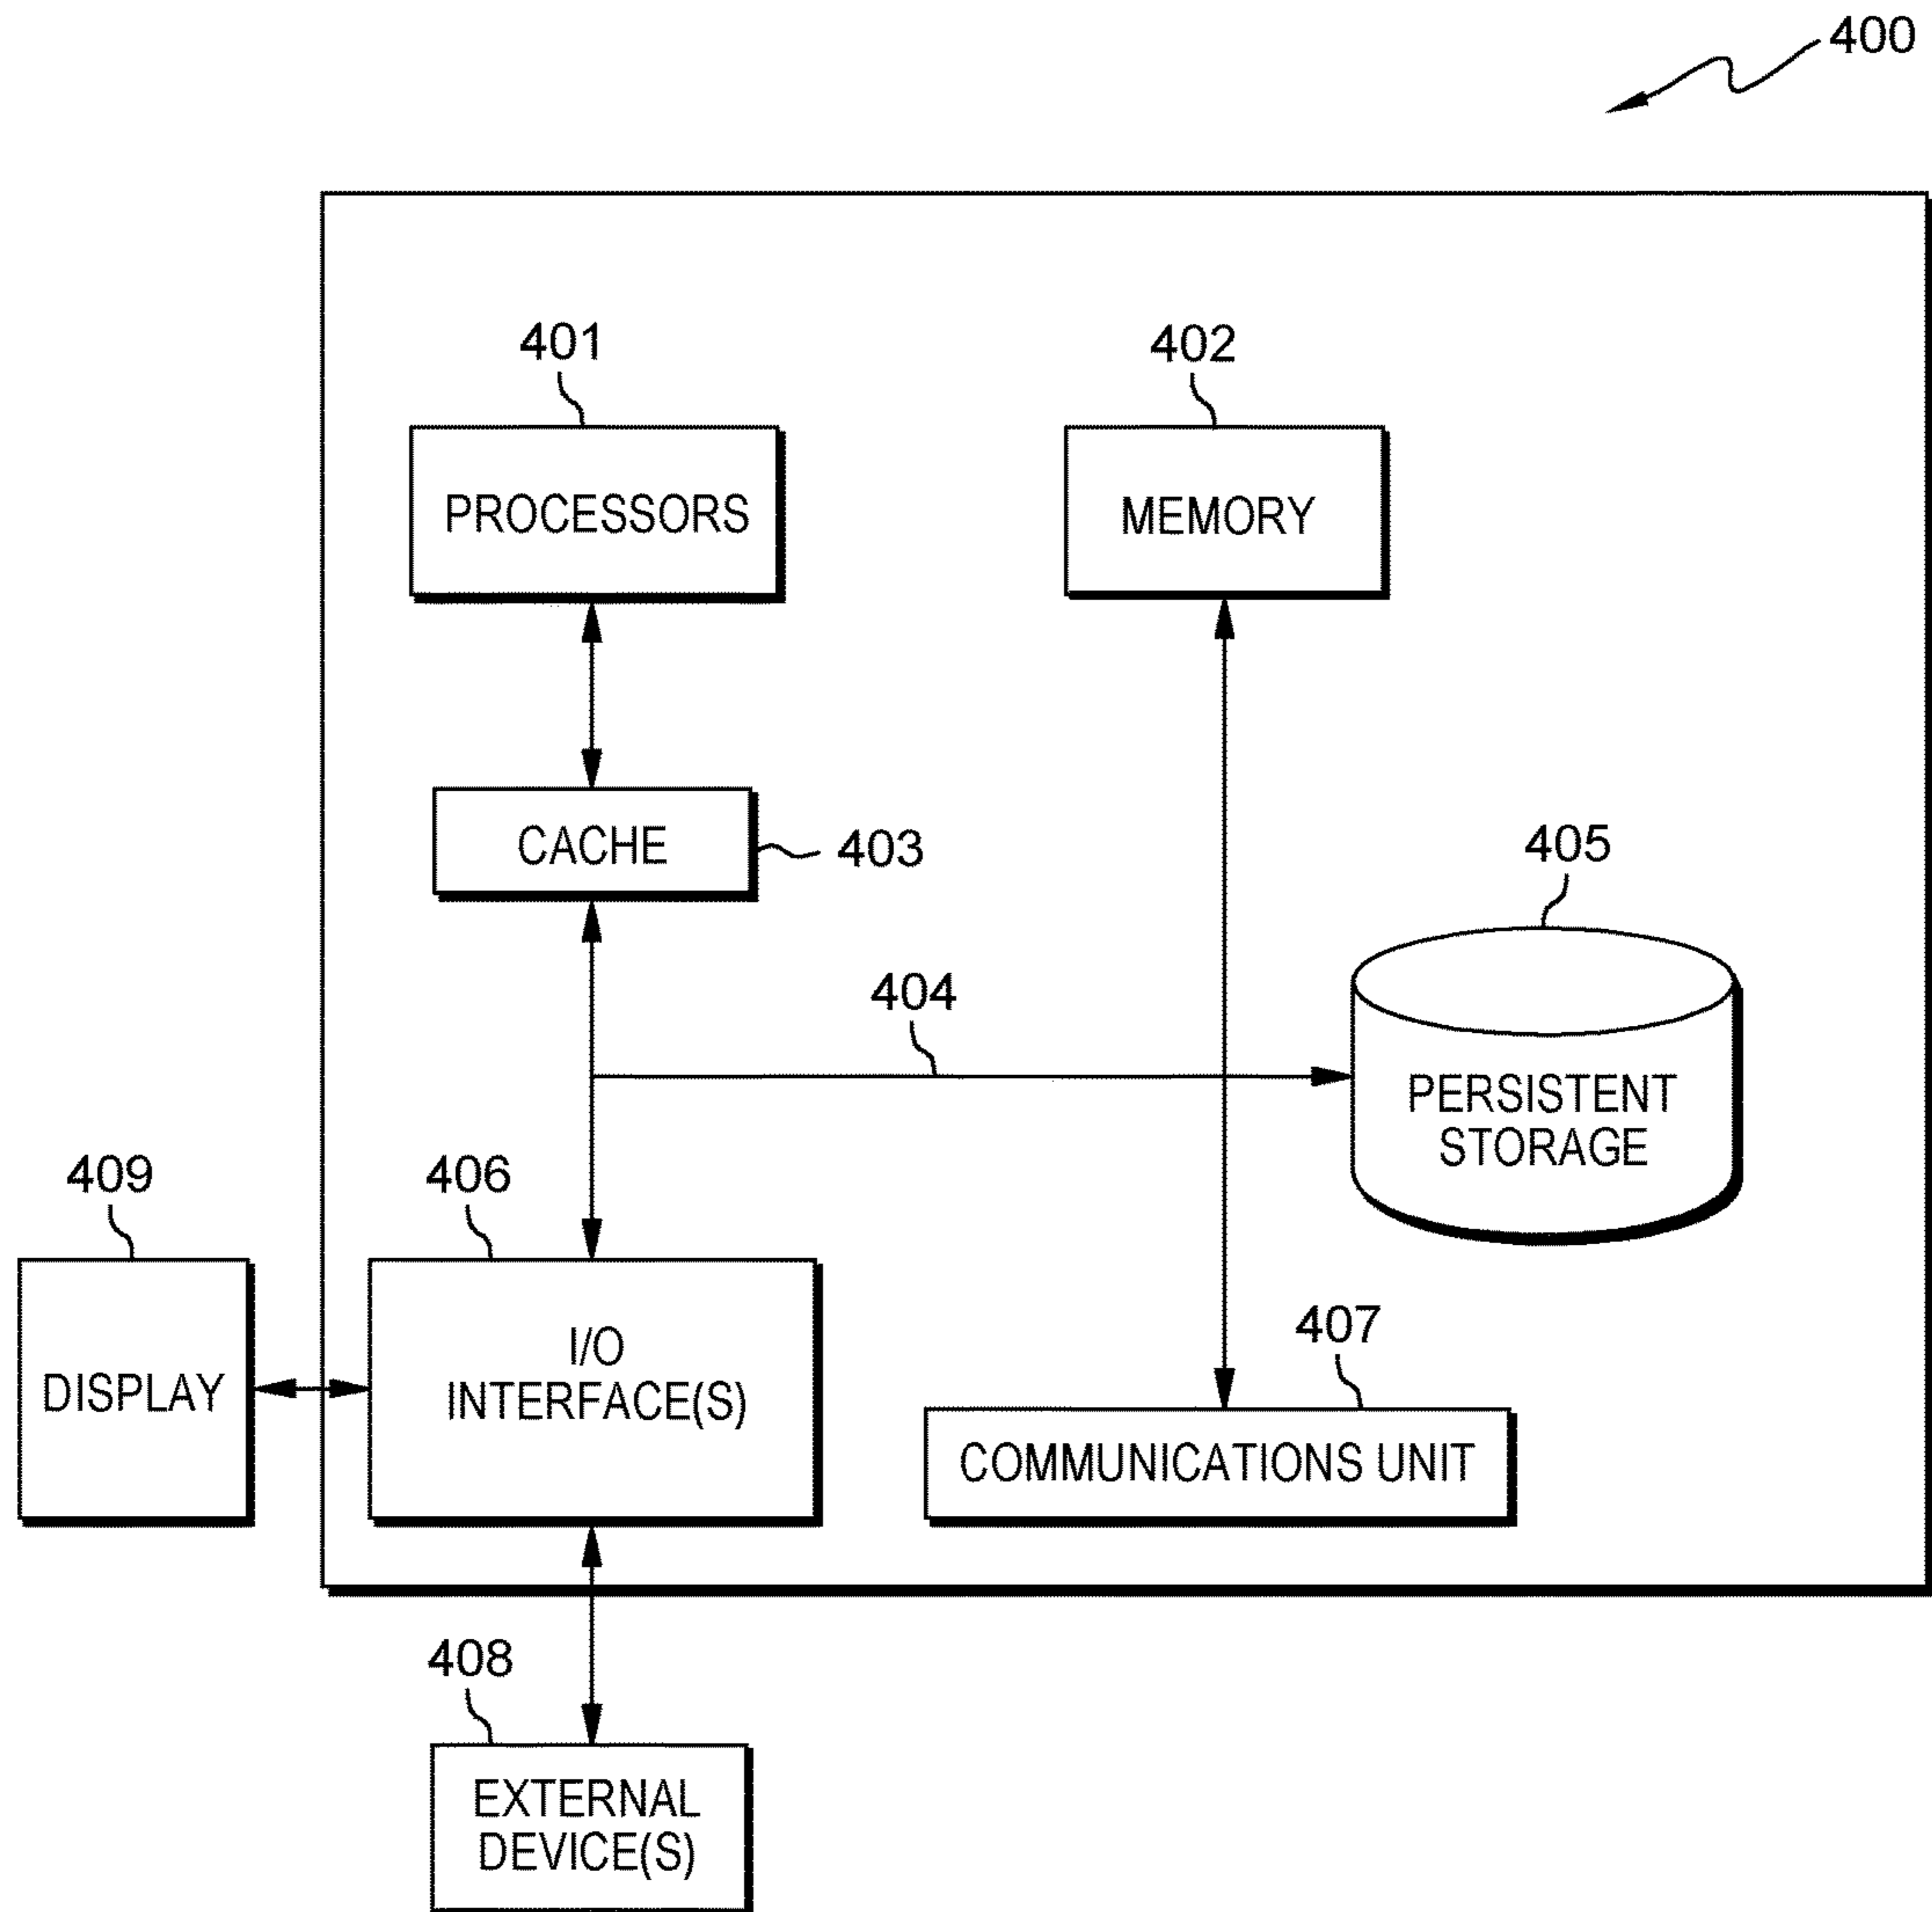 400
401
402
PROCESSORS
MEMORY
CACHE
403
405
404
PERSISTENT
STORAGE
409
406
DISPLAY
I/O
INTERFACE(S)
407
COMMUNICATIONS UNIT
408
EXTERNAL
DEVICE(S)